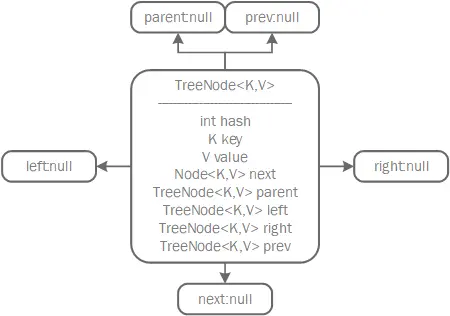 parent:null prev:null
TreeNode<K,V>
int hash
K key
V value
Node<K,V> next
TreeNode<K,V> parent
TreeNode<K,V> left
TreeNode<K,V> right
TreeNode<K,V> prev
left:null
right:null
next:null